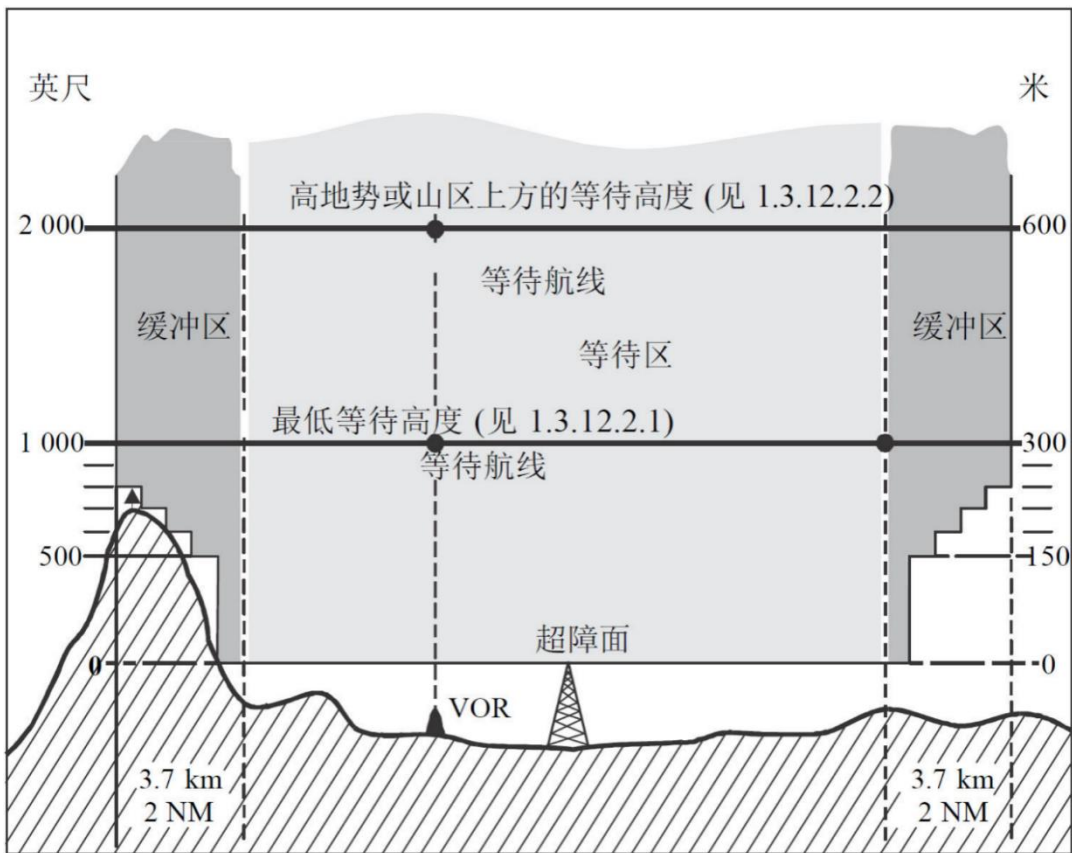 英尺
米
高地势或山区上方的等待高度 (见 1.3.12.2.2)
2 000
600
等待航线
缓冲区
缓冲区
等待区
最低等待高度 (见 1.3.12.2.1)
1 000
300
等待航线
500
150
超障面
0
0
VOR
3.7 km
2 NM
3.7 km
2 NM